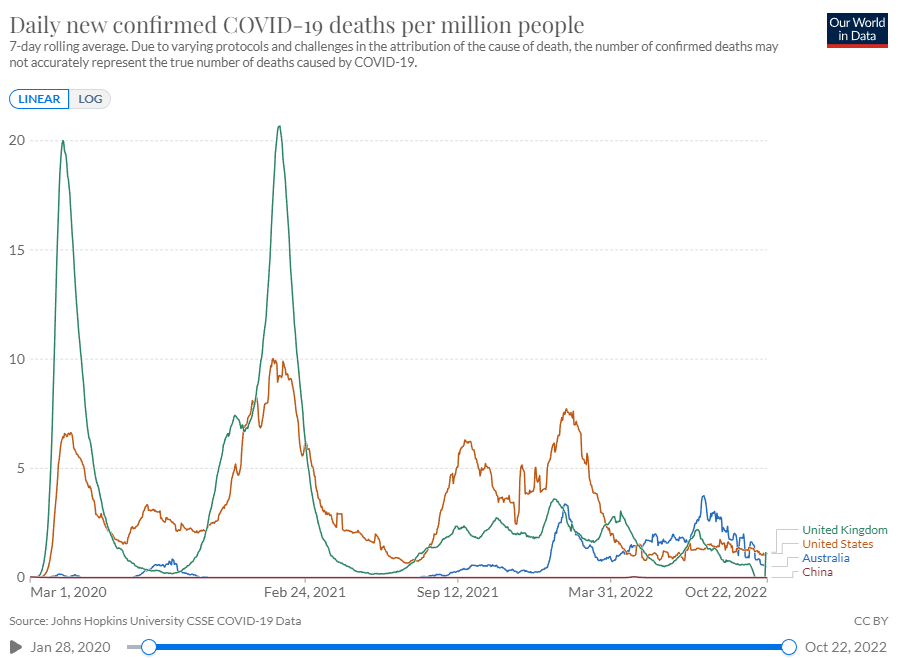 Daily new confirmed COVID-19 deaths per million people
Our World
in Data
7-day rolling average. Due to varying protocols and challenges in the attribution of the cause of death, the number of confirmed deaths may
not accurately represent the true number of deaths caused by COVID-19.
LINEAR LOG
20
15
10
5
0
United Kingdom
United States
Australia
China
Mar 1, 2020 Feb 24, 2021 Sep 12, 2021 Mar 31, 2022 Oct 22, 2022
Source: Johns Hopkins University CSSE COVID-19 Data CC BY
Jan 28, 2020 Oct 22, 2022